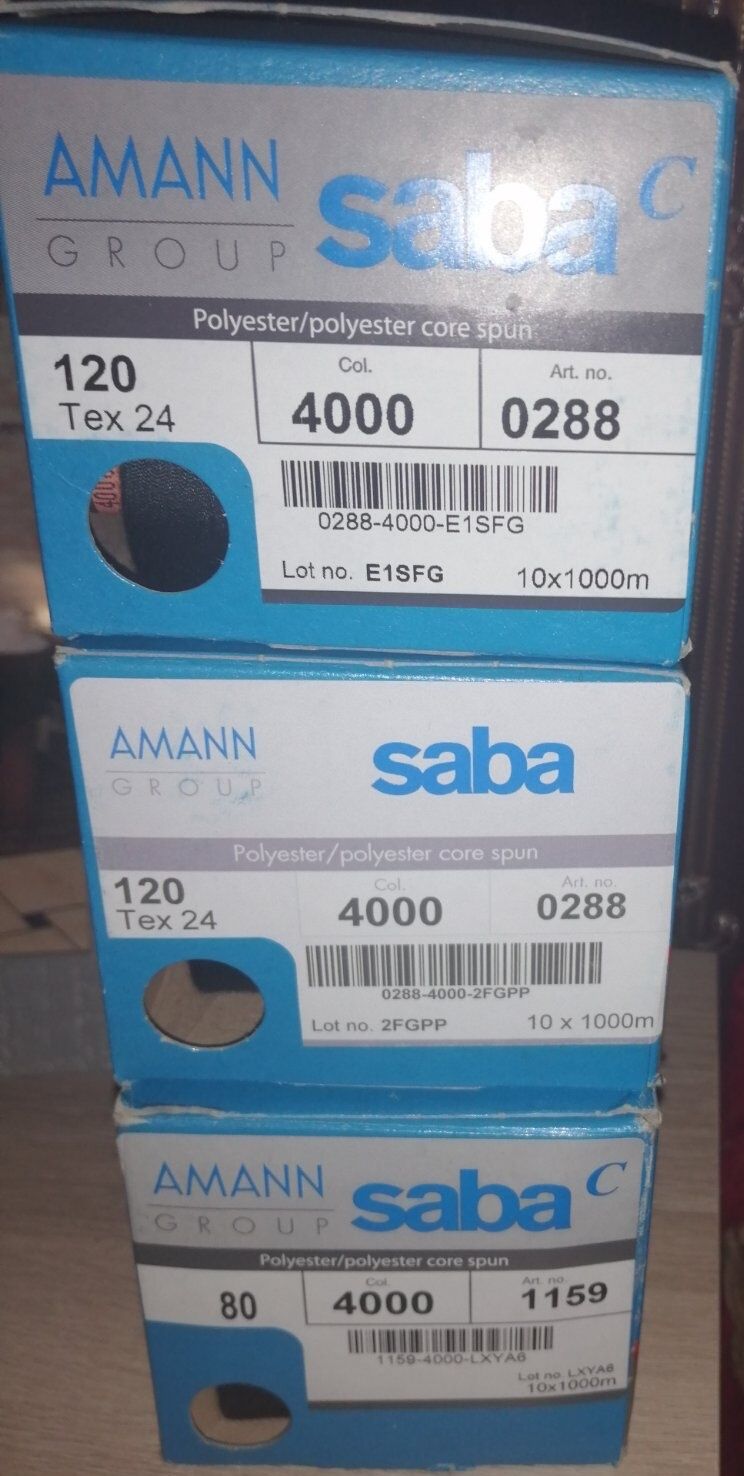 AMANN
GROUP
saba C
Polyester/polyester core spun
120
Tex 24
Col.
4000
Art. no.
0288
400
0288-4000-E1SFG
Lot no. E1SFG 10x1000m
AMANN
GROUP
saba
Polyester/polyester core spun
120
Tex 24
Col.
4000
Art. no.
0288
0288-4000-2FGPP
Lot no. 2FGPP 10 x 1000m
AMANN
GROUP
saba C
Polyester/polyester core spun
80
Col.
4000
Art. no.
1159
1159-4000-LXYA6
Lot no. LXYA6
10x1000m